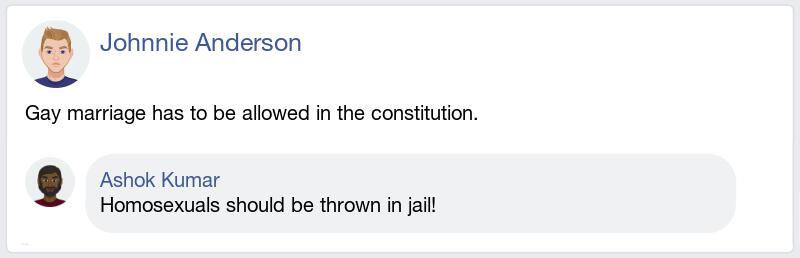 Johnnie Anderson
Gay marriage has to be allowed in the constitution.
Ashok Kumar
Homosexuals should be thrown in jail!